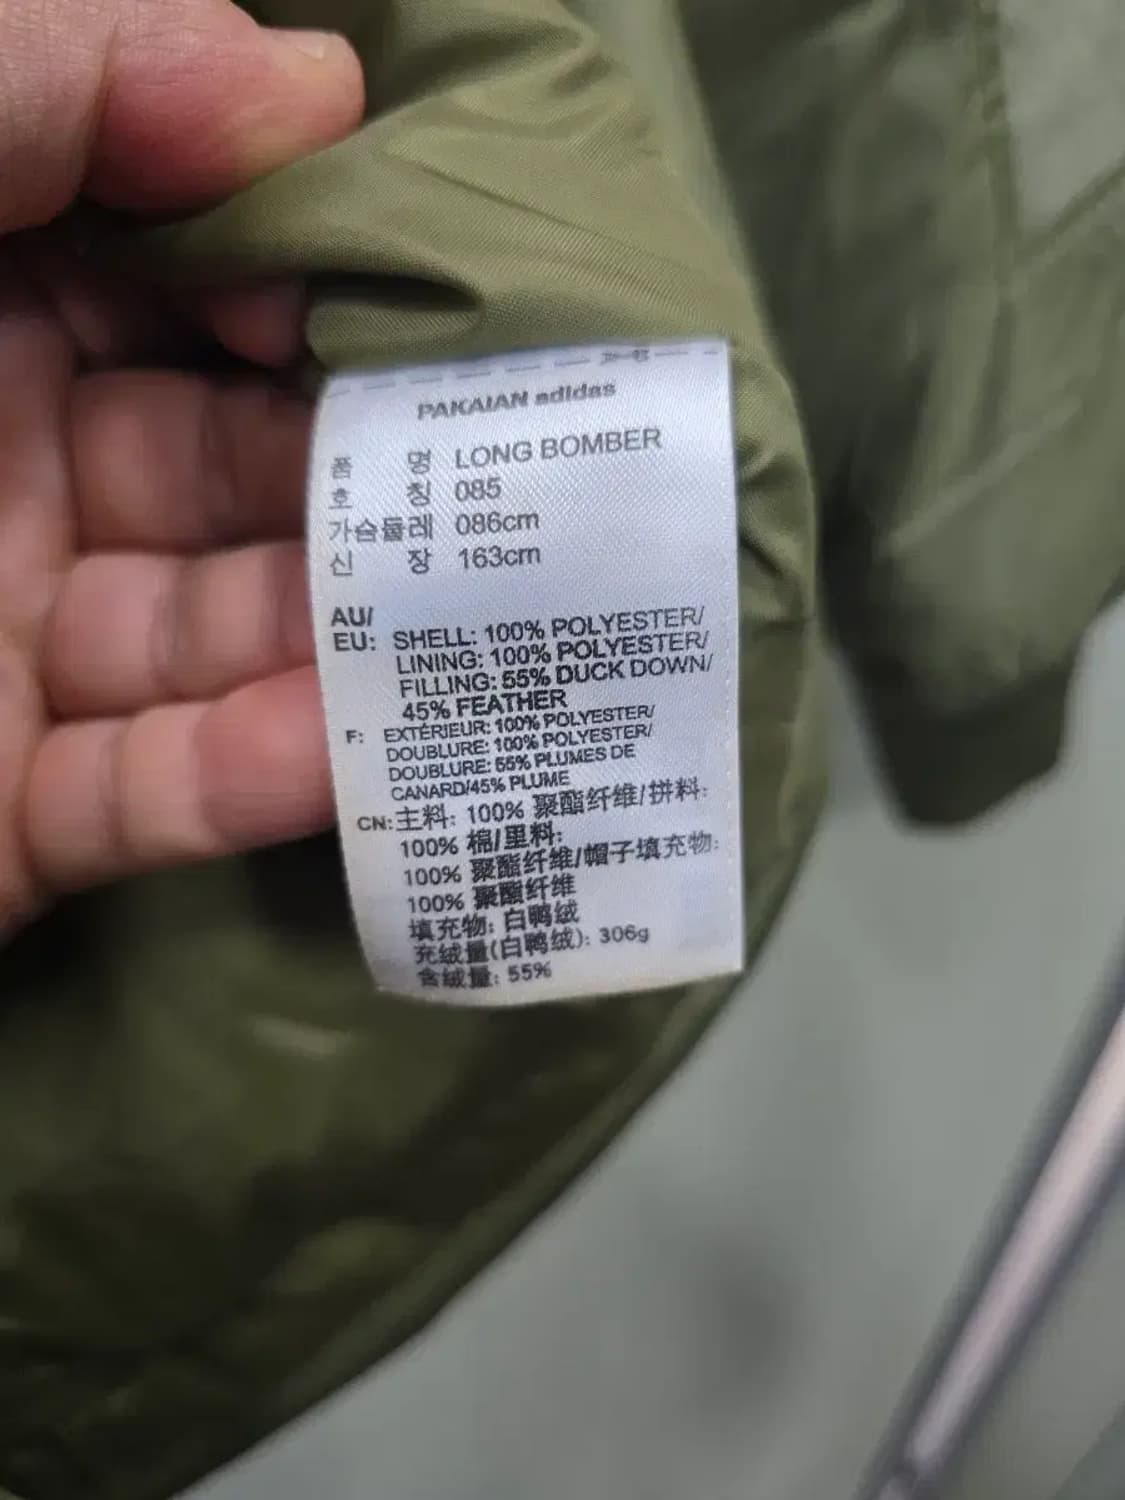 PAKAIAN adidas
품 명 LONG BOMBER
호 칭 085
가슴둘레 086cm
신 장 163cm
AU/
EU: SHELL: 100% POLYESTER/
LINING: 100% POLYESTER/
FILLING: 55% DUCK DOWN/
45% FEATHER
F: EXTÉRIEUR: 100% POLYESTER/
DOUBLURE: 100% POLYESTER/
DOUBLURE: 55% PLUMES DE
CANARD/45% PLUME
CN: 主料: 100% 聚酯纤维/拼料:
100% 棉/里料:
100% 聚酯纤维/帽子填充物:
100% 聚酯纤维
填充物: 白鸭绒
充绒量(白鸭绒): 306g
含绒量: 55%